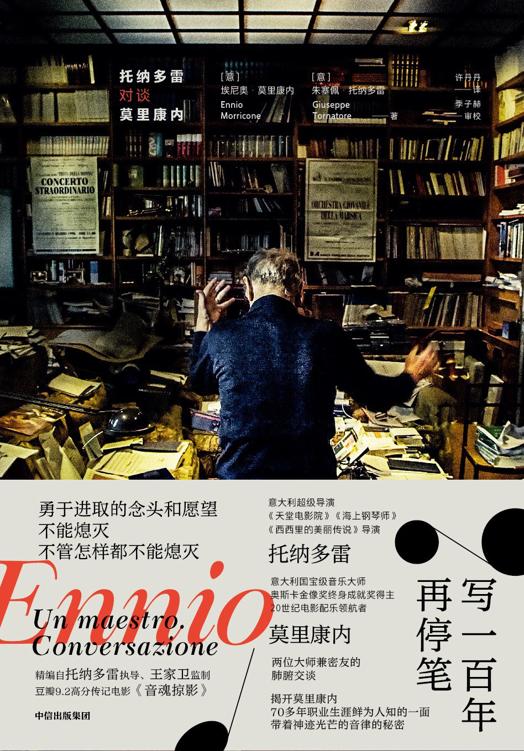 托纳多雷
对谈
莫里康内
[意]
埃尼奥·莫里康内
Ennio
Morricone
[意]
朱塞佩·托纳多雷
Giuseppe
Tornatore
著
许丹丹
译
季子赫
审校
CONCERTO
STRAORDINARIO
ORCHESTRA GIOVANILE
DELLA MARSICA
勇于进取的念头和愿望
不能熄灭
不管怎样都不能熄灭
Ennio
Un maestro.
Conversazione
精编自托纳多雷执导、王家卫监制
豆瓣9.2高分传记电影《音魂掠影》
中信出版集团
意大利超级导演
《天堂电影院》《海上钢琴师》
《西西里的美丽传说》导演
托纳多雷
意大利国宝级音乐大师
奥斯卡金像奖终身成就奖得主
20世纪电影配乐领航者
莫里康内
两位大师兼密友的
肺腑交谈
揭开莫里康内
70多年职业生涯鲜为人知的一面
带着神迹光芒的音律的秘密
写一百年
再停笔